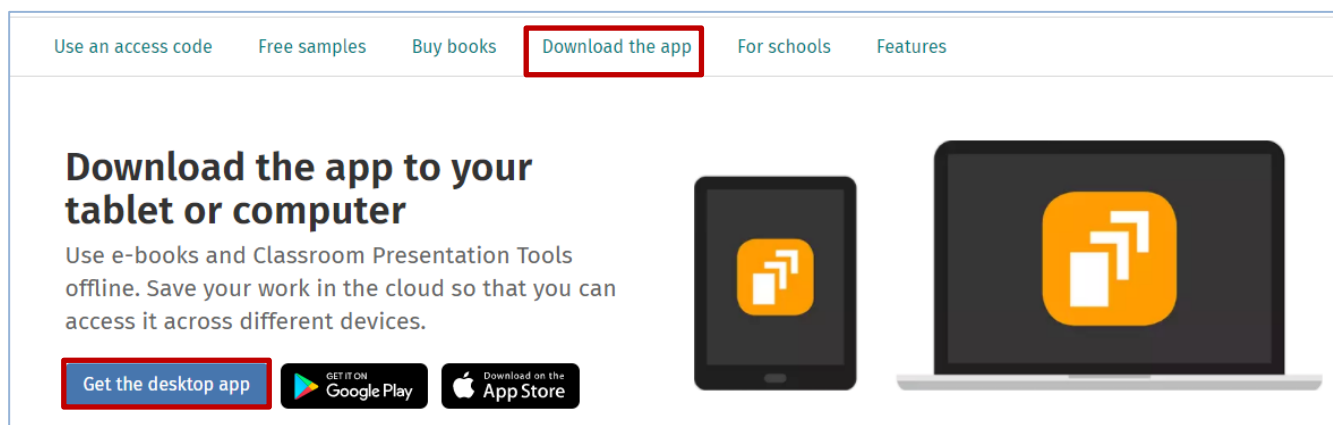 Use an access code Free samples Buy books Download the app For schools Features
Download the app to your
tablet or computer
Use e-books and Classroom Presentation Tools
offline. Save your work in the cloud so that you can
access it across different devices.
Get the desktop app
GET IT ON
Google Play
Download on the
App Store